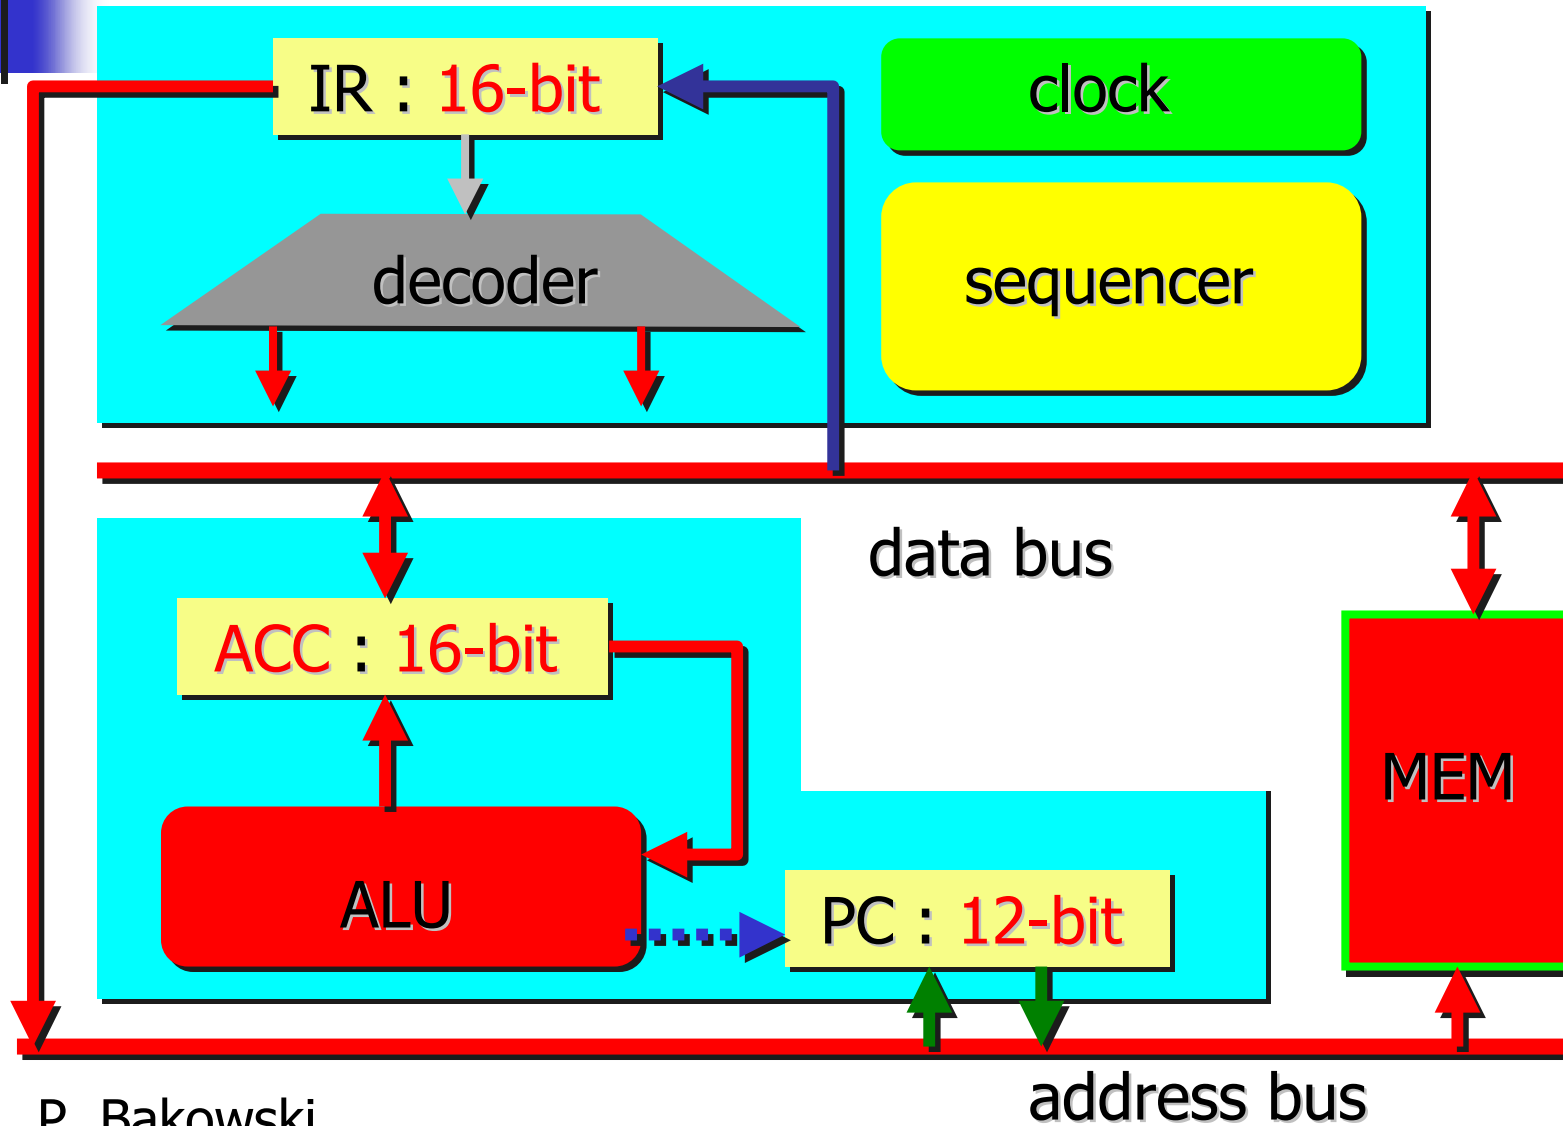 IR : 16-bit
clock
decoder
sequencer
data bus
ACC : 16-bit
MEM
ALU
PC : 12-bit
address bus
P. Bakowski